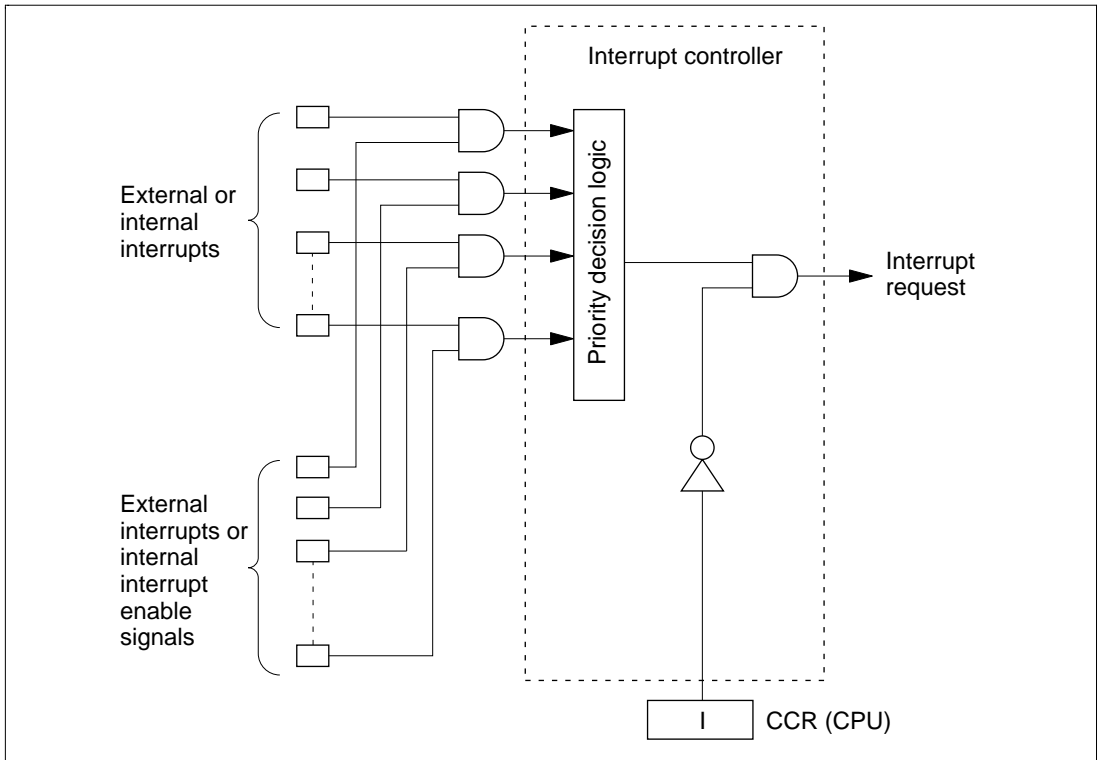 Interrupt controller
External or
internal
interrupts
Priority decision logic
Interrupt
request
External
interrupts or
internal
interrupt
enable
signals
I
CCR (CPU)